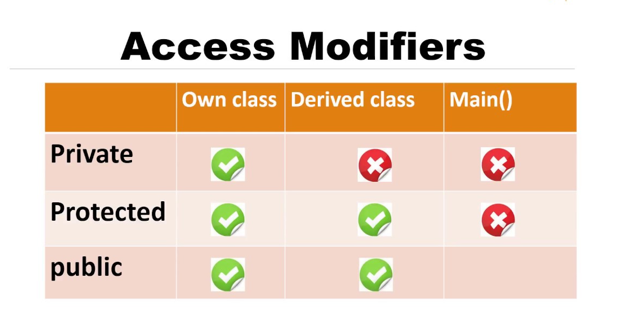 Access Modifiers
Own class Derived class Main()
Private
Protected
public